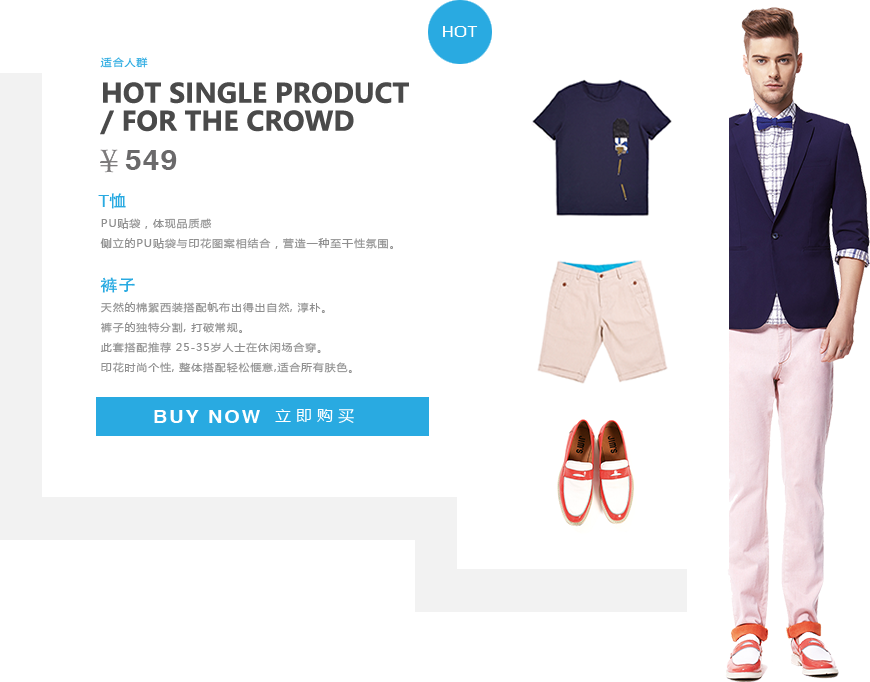 HOT
适合人群
HOT SINGLE PRODUCT
/ FOR THE CROWD
￥549
T恤
PU贴袋，体现品质感
侧立的PU贴袋与印花图案相结合，营造一种至干性氛围。
裤子
天然的棉絮西装搭配帆布出得出自然, 淳朴。
裤子的独特分割, 打破常规。
此套搭配推荐 25-35岁人士在休闲场合穿。
印花时尚个性, 整体搭配轻松惬意,适合所有肤色。
BUY NOW 立即购买